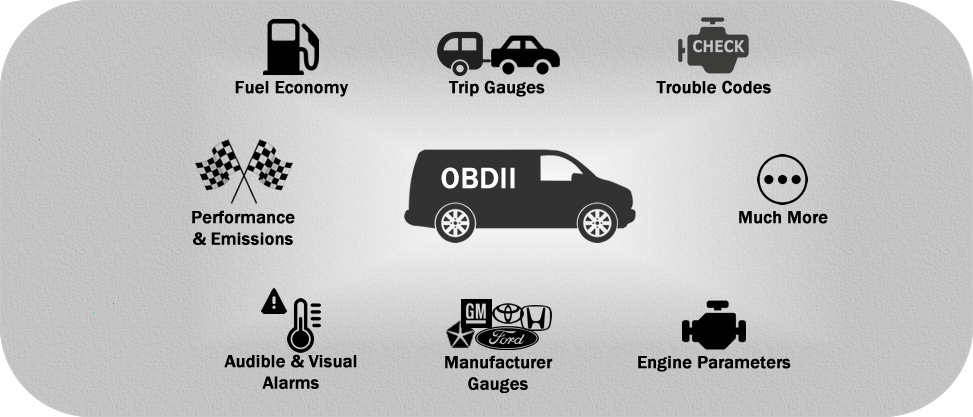 Fuel Economy
Trip Gauges
CHECK
Trouble Codes
OBDII
Performance
& Emissions
Much More
GM
Ford
Audible & Visual
Alarms
Manufacturer
Gauges
Engine Parameters